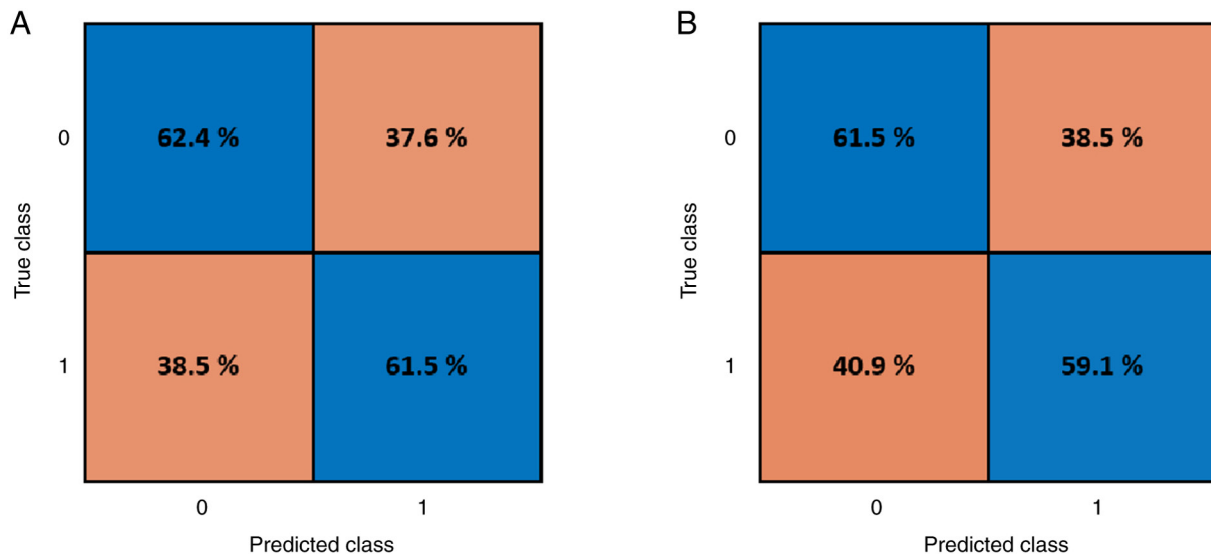 A
True class
0
62.4 %
37.6 %
1
38.5 %
61.5 %
0
1
Predicted class
B
True class
0
61.5 %
38.5 %
1
40.9 %
59.1 %
0
1
Predicted class